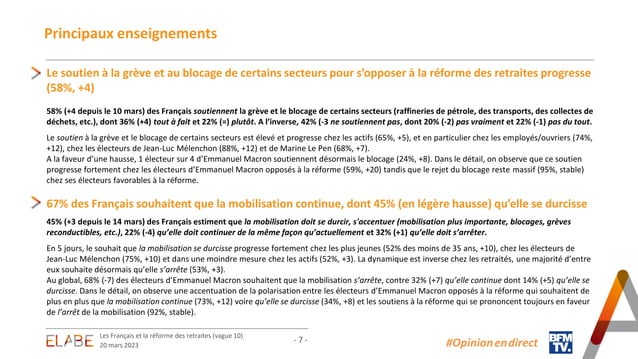 Principaux enseignements
Le soutien à la grève et au blocage de certains secteurs pour s'opposer à la réforme des retraites progresse
(58%, +4)
58% (+4 depuis le 10 mars) des Français soutiennent la grève et le blocage de certains secteurs (raffineries de pétrole, des transports, des collectes de
déchets, etc.), dont 36% (+4) tout à fait et 22% (=) plutôt. A l'inverse, 42% (-3 ne soutiennent pas, dont 20% (-2) pas vraiment et 22% (-1) pas du tout.
Le soutien à la grève et le blocage de certains secteurs est élevé et progresse chez les actifs (65%, +5), et en particulier chez les employés/ouvriers (74%,
+12), chez les électeurs de Jean-Luc Mélenchon (88%, +12) et de Marine Le Pen (68%, +7).
A la faveur d'une hausse, 1 électeur sur 4 d'Emmanuel Macron soutiennent désormais le blocage (24%, +8). Dans le détail, on observe que ce soutien
progresse fortement chez les électeurs d'Emmanuel Macron opposés à la réforme (59%, +20) tandis que le rejet du blocage reste massif (95%, stable)
chez ses électeurs favorables à la réforme.
67% des Français souhaitent que la mobilisation continue, dont 45% (en légère hausse) qu'elle se durcisse
45% (+3 depuis le 14 mars) des Français estiment que la mobilisation doit se durcir, s'accentuer (mobilisation plus importante, blocages, grèves
reconductibles, etc.), 22% (-4) qu'elle doit continuer de la même façon qu'actuellement et 32% (+1) qu'elle doit s'arrêter.
En 5 jours, le souhait que la mobilisation se durcisse progresse fortement chez les plus jeunes (52% des moins de 35 ans, +10), chez les électeurs de
Jean-Luc Mélenchon (75%, +10) et dans une moindre mesure chez les actifs (52%, +3). La dynamique est inverse chez les retraités, une majorité d'entre
eux souhaite désormais qu'elle s'arrête (53%, +3).
Au global, 68% (-7) des électeurs d'Emmanuel Macron souhaitent que la mobilisation s'arrête, contre 32% (+7) qu'elle continue dont 14% (+5) qu'elle se
durcisse. Dans le détail, on observe une accentuation de la polarisation entre les électeurs d'Emmanuel Macron opposés à la réforme qui souhaitent de
plus en plus que la mobilisation continue (73%, +12) voire qu'elle se durcisse (34%, +8) et les soutiens à la réforme qui se prononcent toujours en faveur
de l'arrêt de la mobilisation (92%, stable).
ELABE
Les Français et la réforme des retraites (vague 10)
20 mars 2023
- 7 -
#Opinion en direct
BFM
TV.